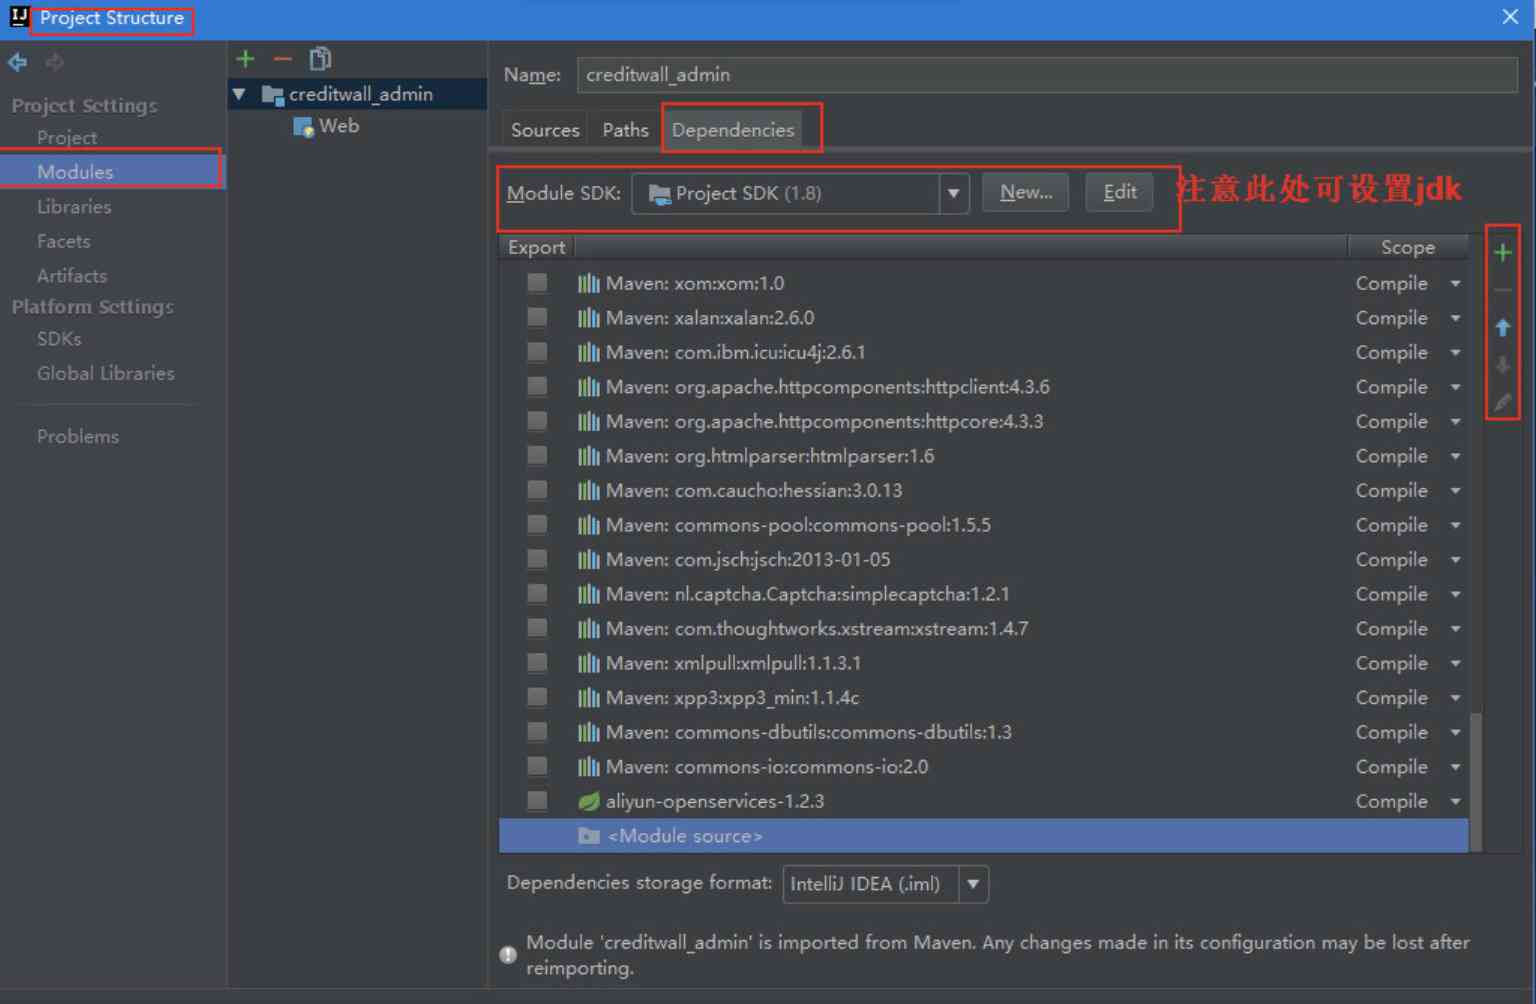 IJ Project Structure
Project Settings
Project
Modules
Libraries
Facets
Artifacts
Platform Settings
SDKs
Global Libraries
Problems
creditwall_admin
Web
Name: creditwall_admin
Sources Paths Dependencies
Module SDK: Project SDK (1.8) New... Edit 注意此处可设置jdk
Export Scope
Maven: xom:xom:1.0 Compile
Maven: xalan:xalan:2.6.0 Compile
Maven: com.ibm.icu:icu4j:2.6.1 Compile
Maven: org.apache.httpcomponents:httpclient:4.3.6 Compile
Maven: org.apache.httpcomponents:httpcore:4.3.3 Compile
Maven: org.htmlparser:htmlparser:1.6 Compile
Maven: com.caucho:hessian:3.0.13 Compile
Maven: commons-pool:commons-pool:1.5.5 Compile
Maven: com.jsch:jsch:2013-01-05 Compile
Maven: nl.captcha.Captcha:simplecaptcha:1.2.1 Compile
Maven: com.thoughtworks.xstream:xstream:1.4.7 Compile
Maven: xmlpull:xmlpull:1.1.3.1 Compile
Maven: xpp3:xpp3_min:1.1.4c Compile
Maven: commons-dbutils:commons-dbutils:1.3 Compile
Maven: commons-io:commons-io:2.0 Compile
aliyun-openservices-1.2.3 Compile
<Module source>
Dependencies storage format: IntelliJ IDEA (.iml)
Module 'creditwall_admin' is imported from Maven. Any changes made in its configuration may be lost after
reimporting.